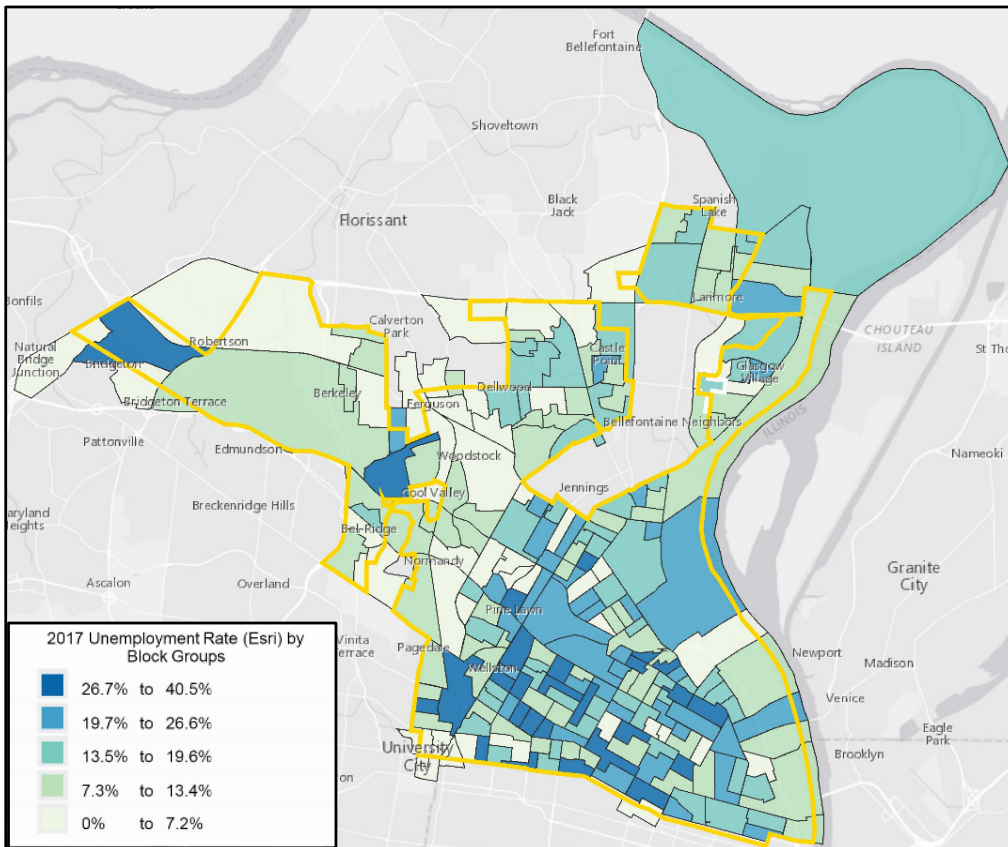 Fort
Bellefontaine
Shoveltown
Black
Jack
Spanish
Lake
Florissant
Bonfils
Calverton
Park
Larimore
CHOUTEAU
ISLAND
St Tho
Robertson
Natural
Bridge
Junction
Bridgeton
Castle
Point
Glasgow
Village
Berkeley
Dellwood
Bridgeton Terrace
Ferguson
Bellefontaine Neighbors
ILLINOIS
Pattonville
Edmundson
Woodstock
Nameoki
Jennings
Cool Valley
Breckenridge Hills
aryland
Heights
Bel-Ridge
Normandy
Granite
City
Ascalon
Overland
Pine Lawn
Vinita
Terrace
Pagedale
Newport
Madison
Wellston
Venice
University
City
Eagle
Park
Brooklyn
on
2017 Unemployment Rate (Esri) by
Block Groups
26.7% to 40.5%
19.7% to 26.6%
13.5% to 19.6%
7.3% to 13.4%
0% to 7.2%